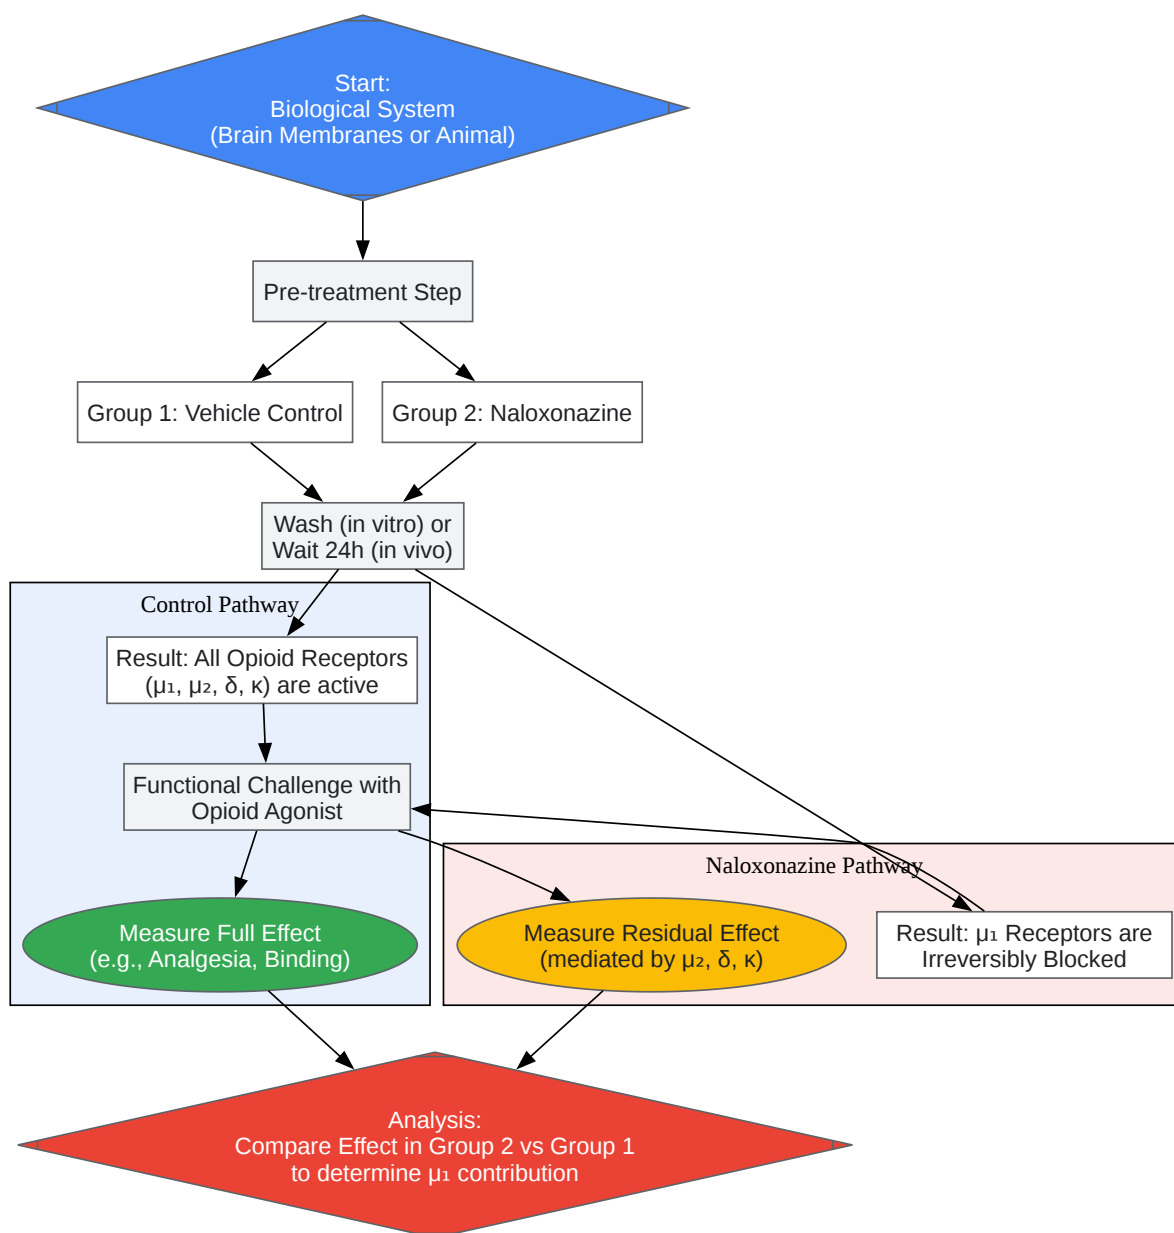 Start:
Biological System
(Brain Membranes or Animal)
Pre-treatment Step
Group 1: Vehicle Control
Group 2: Naloxonazine
Wash (in vitro) or
Wait 24h (in vivo)
Control Pathway
Result: All Opioid Receptors
(μ₁, μ₂, δ, κ) are active
Functional Challenge with
Opioid Agonist
Naloxonazine Pathway
Measure Full Effect
(e.g., Analgesia, Binding)
Measure Residual Effect
(mediated by μ₂, δ, κ)
Result: μ₁ Receptors are
Irreversibly Blocked
Analysis:
Compare Effect in Group 2 vs Group 1
to determine μ₁ contribution